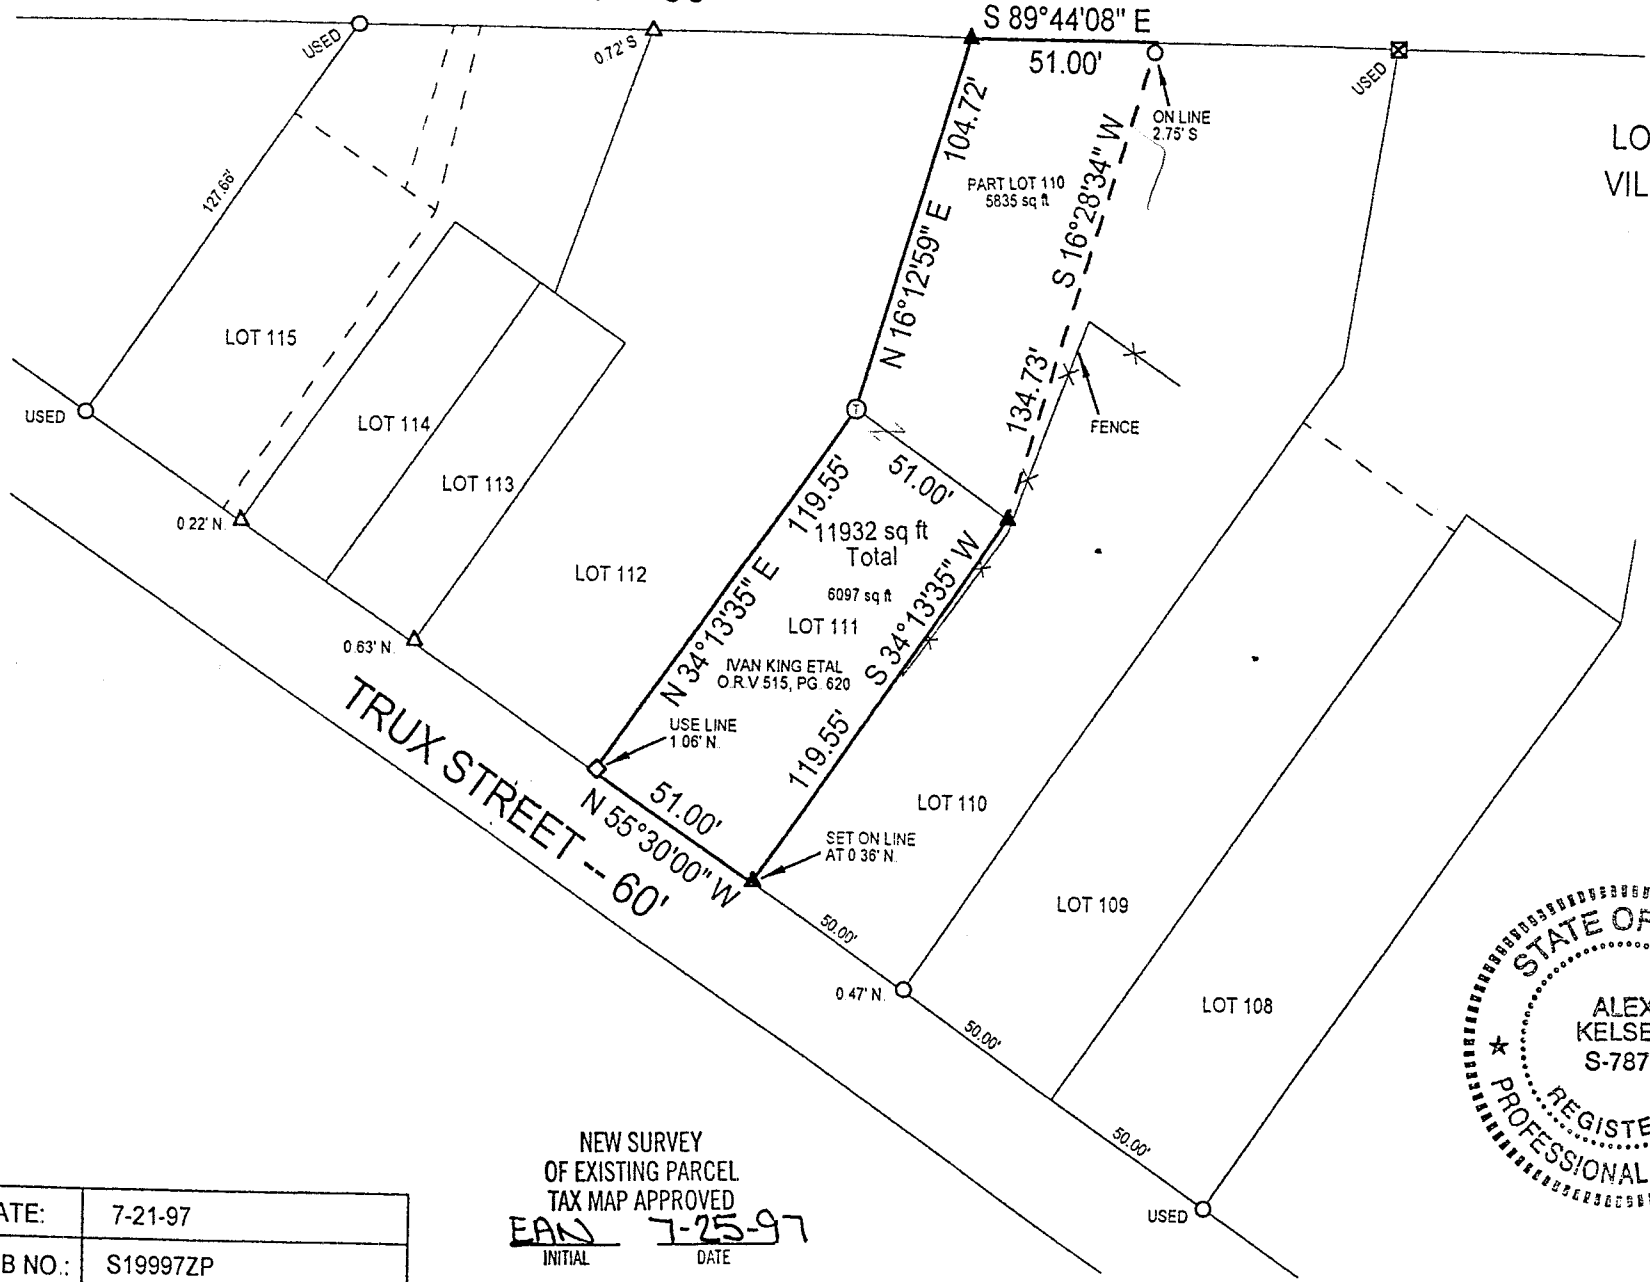 S 89°44'08" E
51.00'
USED
0.72' S
USED
ON LINE
2.75' S
LO
VIL
127.66'
N 16°12'59" E 104.72'
PART LOT 110
5835 sq ft
S 16°28'34" W
134.73'
LOT 115
FENCE
USED
LOT 114
LOT 113
T
51.00'
0.22' N.
119.55'
11932 sq ft
Total
6097 sq ft
LOT 111
LOT 112
N 34°13'35" E
S 34°13'35" W
0.63' N.
IVAN KING ETAL
O.R.V 515, PG. 620
USE LINE
1.06' N.
119.55'
TRUX STREET -- 60'
51.00'
N 55°30'00" W
LOT 110
SET ON LINE
AT 0.36' N.
50.00'
LOT 109
0.47' N.
50.00'
LOT 108
50.00'
USED
STATE OF
ALEX
KELSE
S-787
REGISTE
PROFESSIONAL
NEW SURVEY
OF EXISTING PARCEL
TAX MAP APPROVED
EAN 7-25-97
INITIAL DATE
ATE: 7-21-97
B NO.: S19997ZP